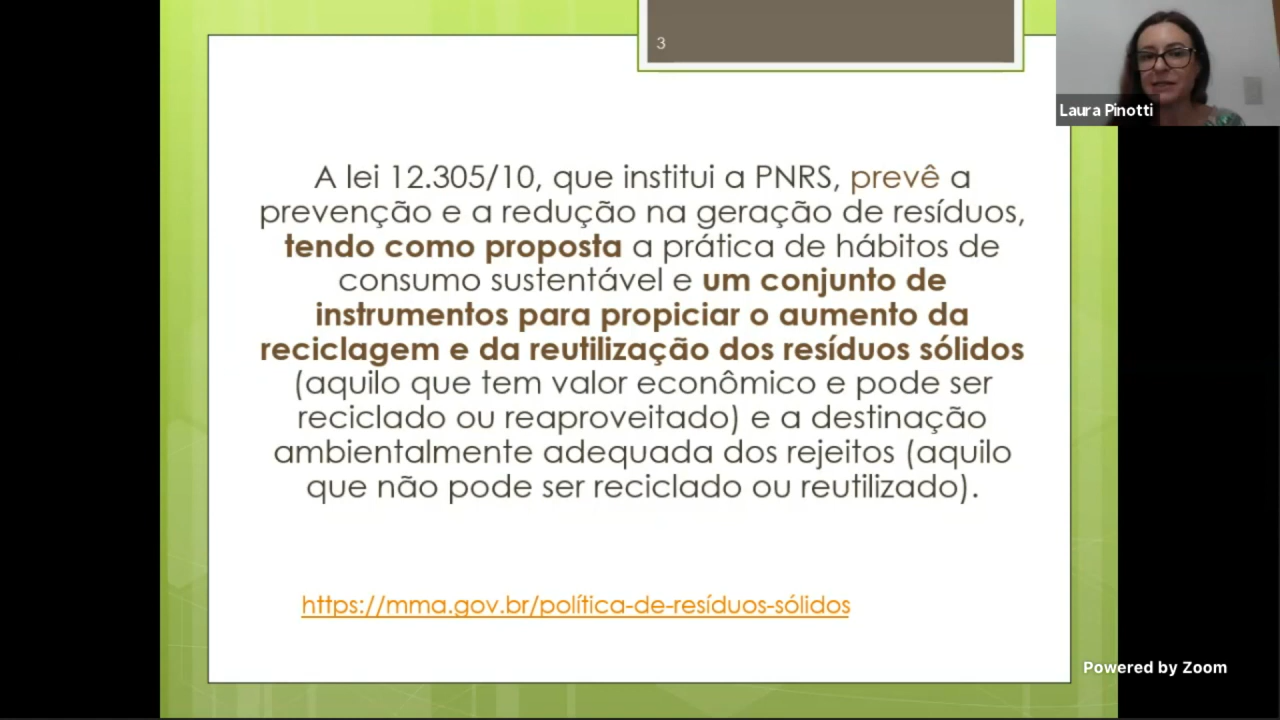 3
Laura Pinotti
A lei 12.305/10, que institui a PNRS, prevê a
prevenção e a redução na geração de resíduos,
tendo como proposta a prática de hábitos de
consumo sustentável e um conjunto de
instrumentos para propiciar o aumento da
reciclagem e da reutilização dos resíduos sólidos
(aquilo que tem valor econômico e pode ser
reciclado ou reaproveitado) e a destinação
ambientalmente adequada dos rejeitos (aquilo
que não pode ser reciclado ou reutilizado).
https://mma.gov.br/política-de-resíduos-sólidos
Powered by Zoom